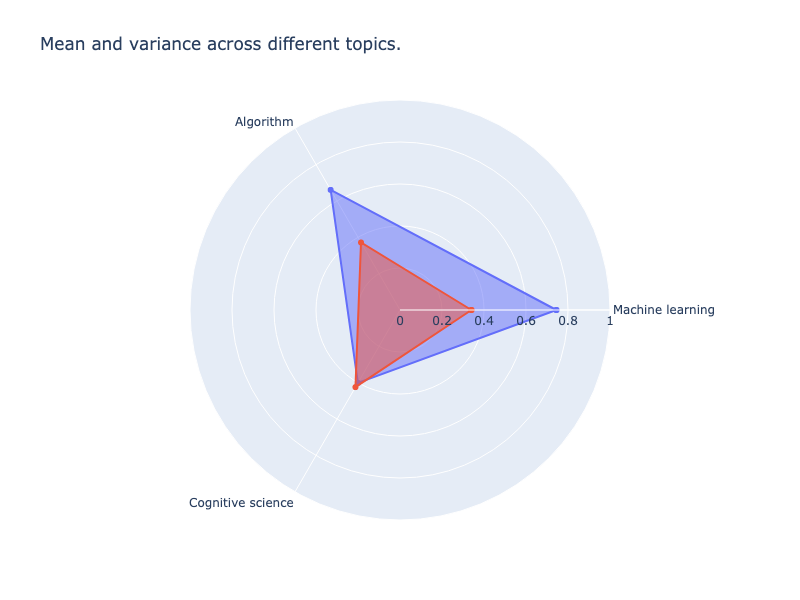 Mean and variance across different topics.
Algorithm
Machine learning
0 0.2 0.4 0.6 0.8 1
Cognitive science